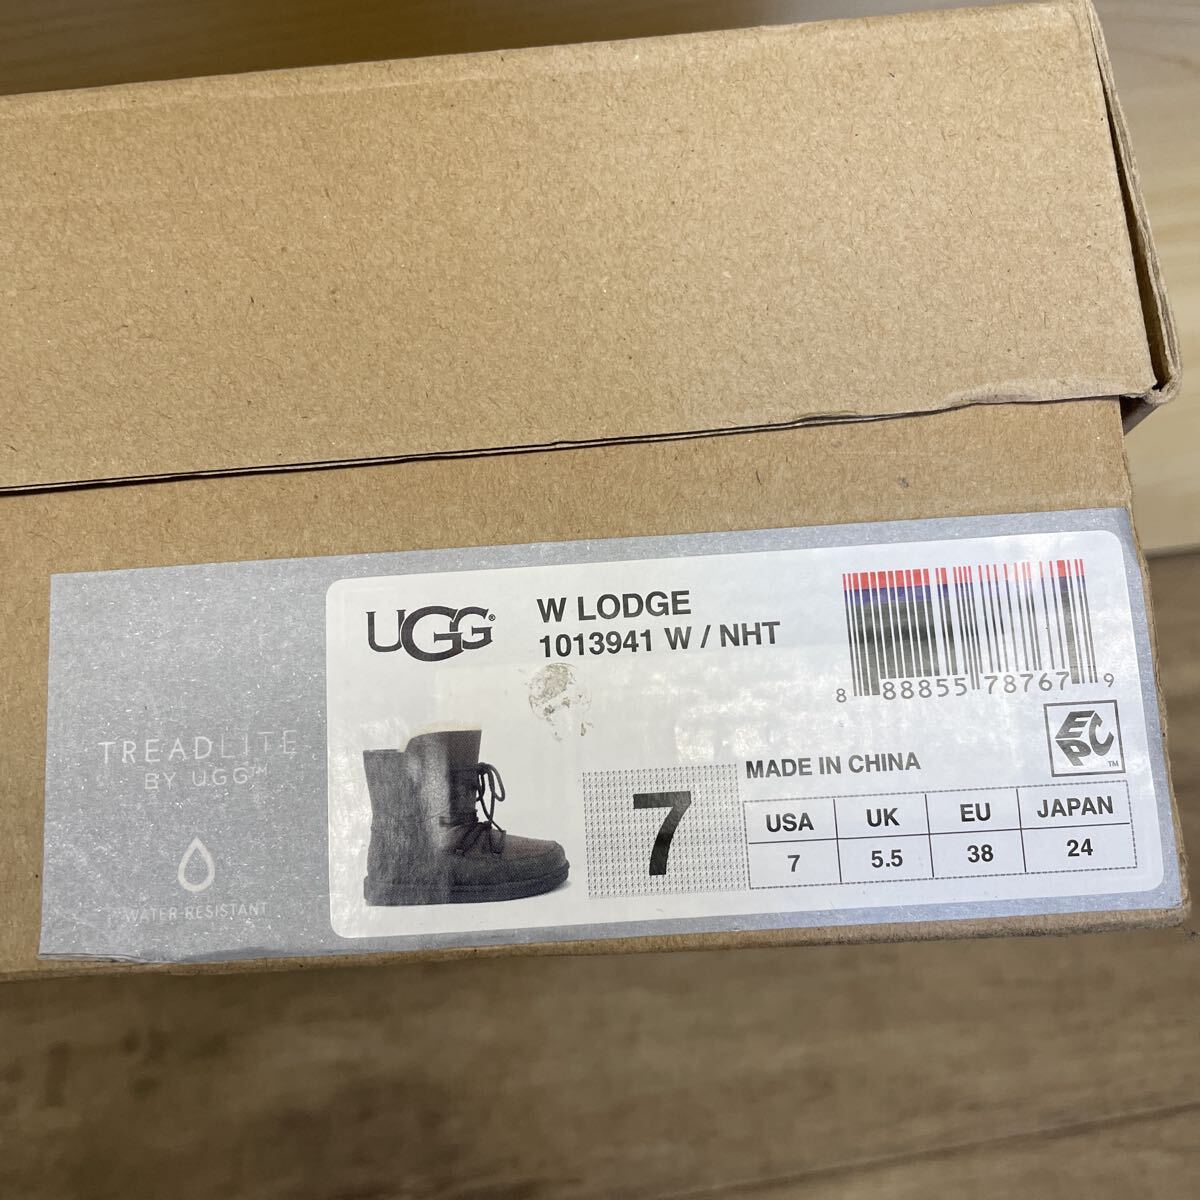 TREADLITE
BY UGG™
WATER RESISTANT
UGG®
W LODGE
1013941 W / NHT
8 88855 78767 9
EPC™
MADE IN CHINA
7
USA UK EU JAPAN
7 5.5 38 24